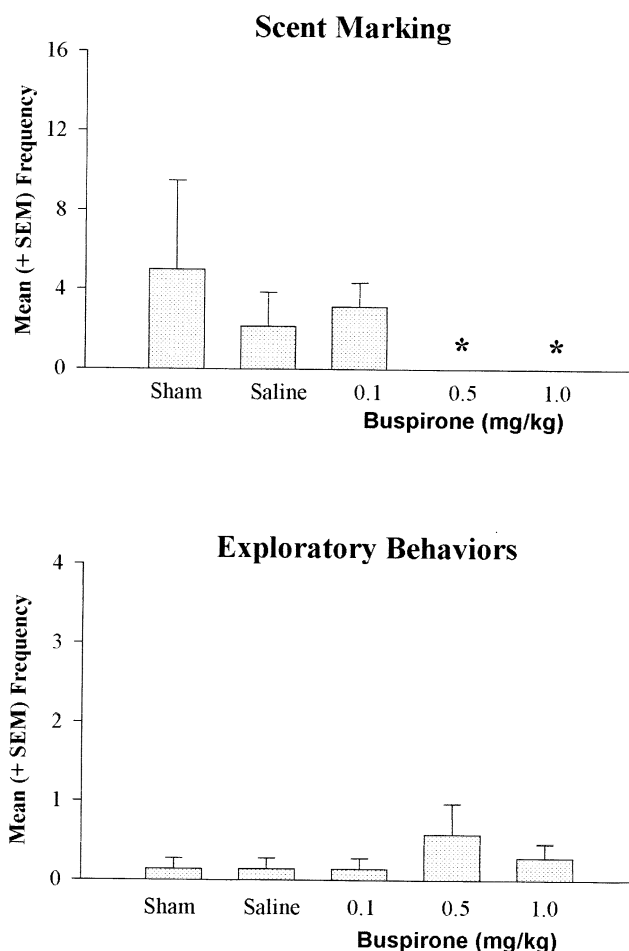 Scent Marking
16
12
8
4
0
Mean (+ SEM) Frequency
* *
Sham Saline 0.1 0.5 1.0
Buspirone (mg/kg)
Exploratory Behaviors
4
3
2
1
0
Mean (+ SEM) Frequency
Sham Saline 0.1 0.5 1.0
Buspirone (mg/kg)